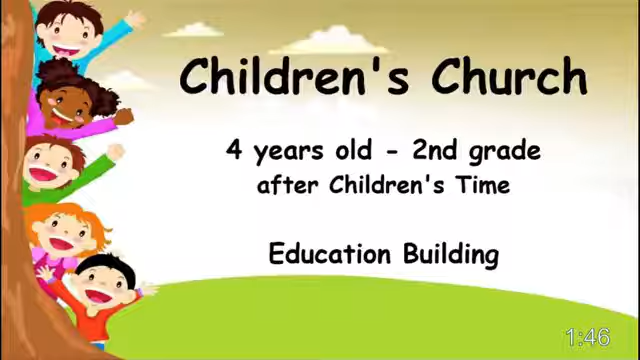 Children's Church
4 years old - 2nd grade
after Children's Time
Education Building
1:46